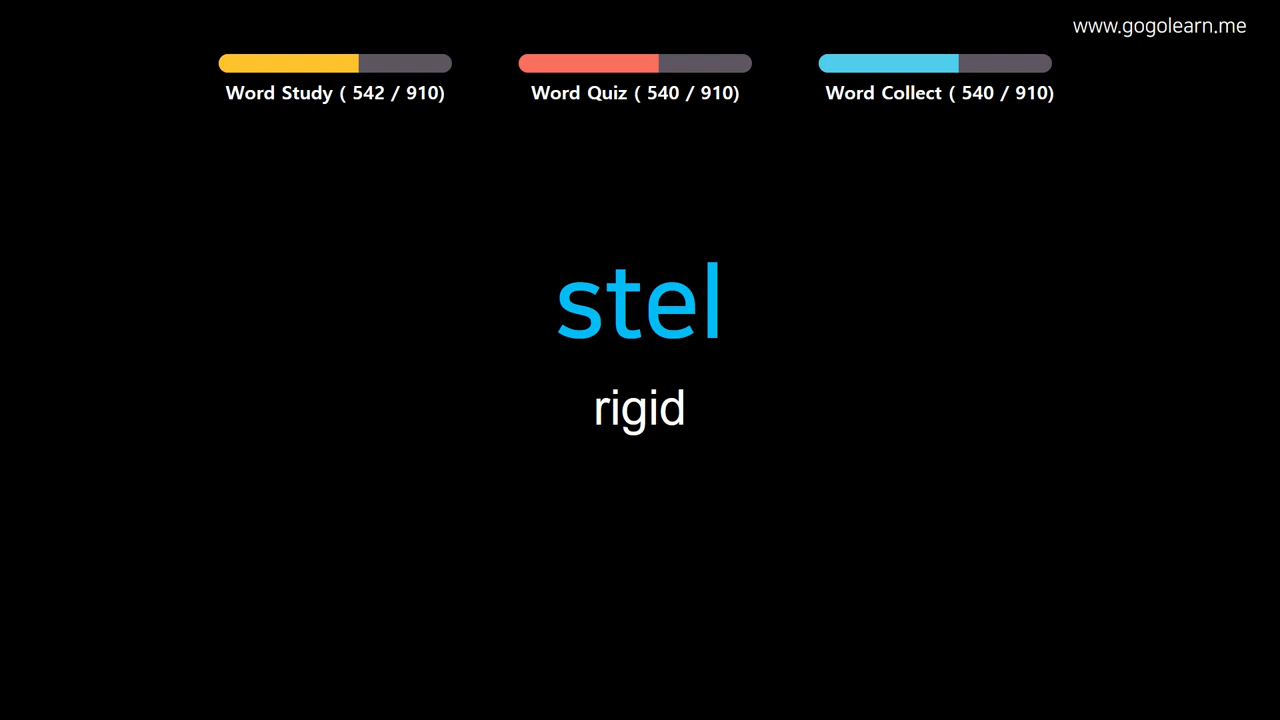 www.gogolearn.me
Word Study ( 542 / 910)
Word Quiz ( 540 / 910)
Word Collect ( 540 / 910)
stel
rigid